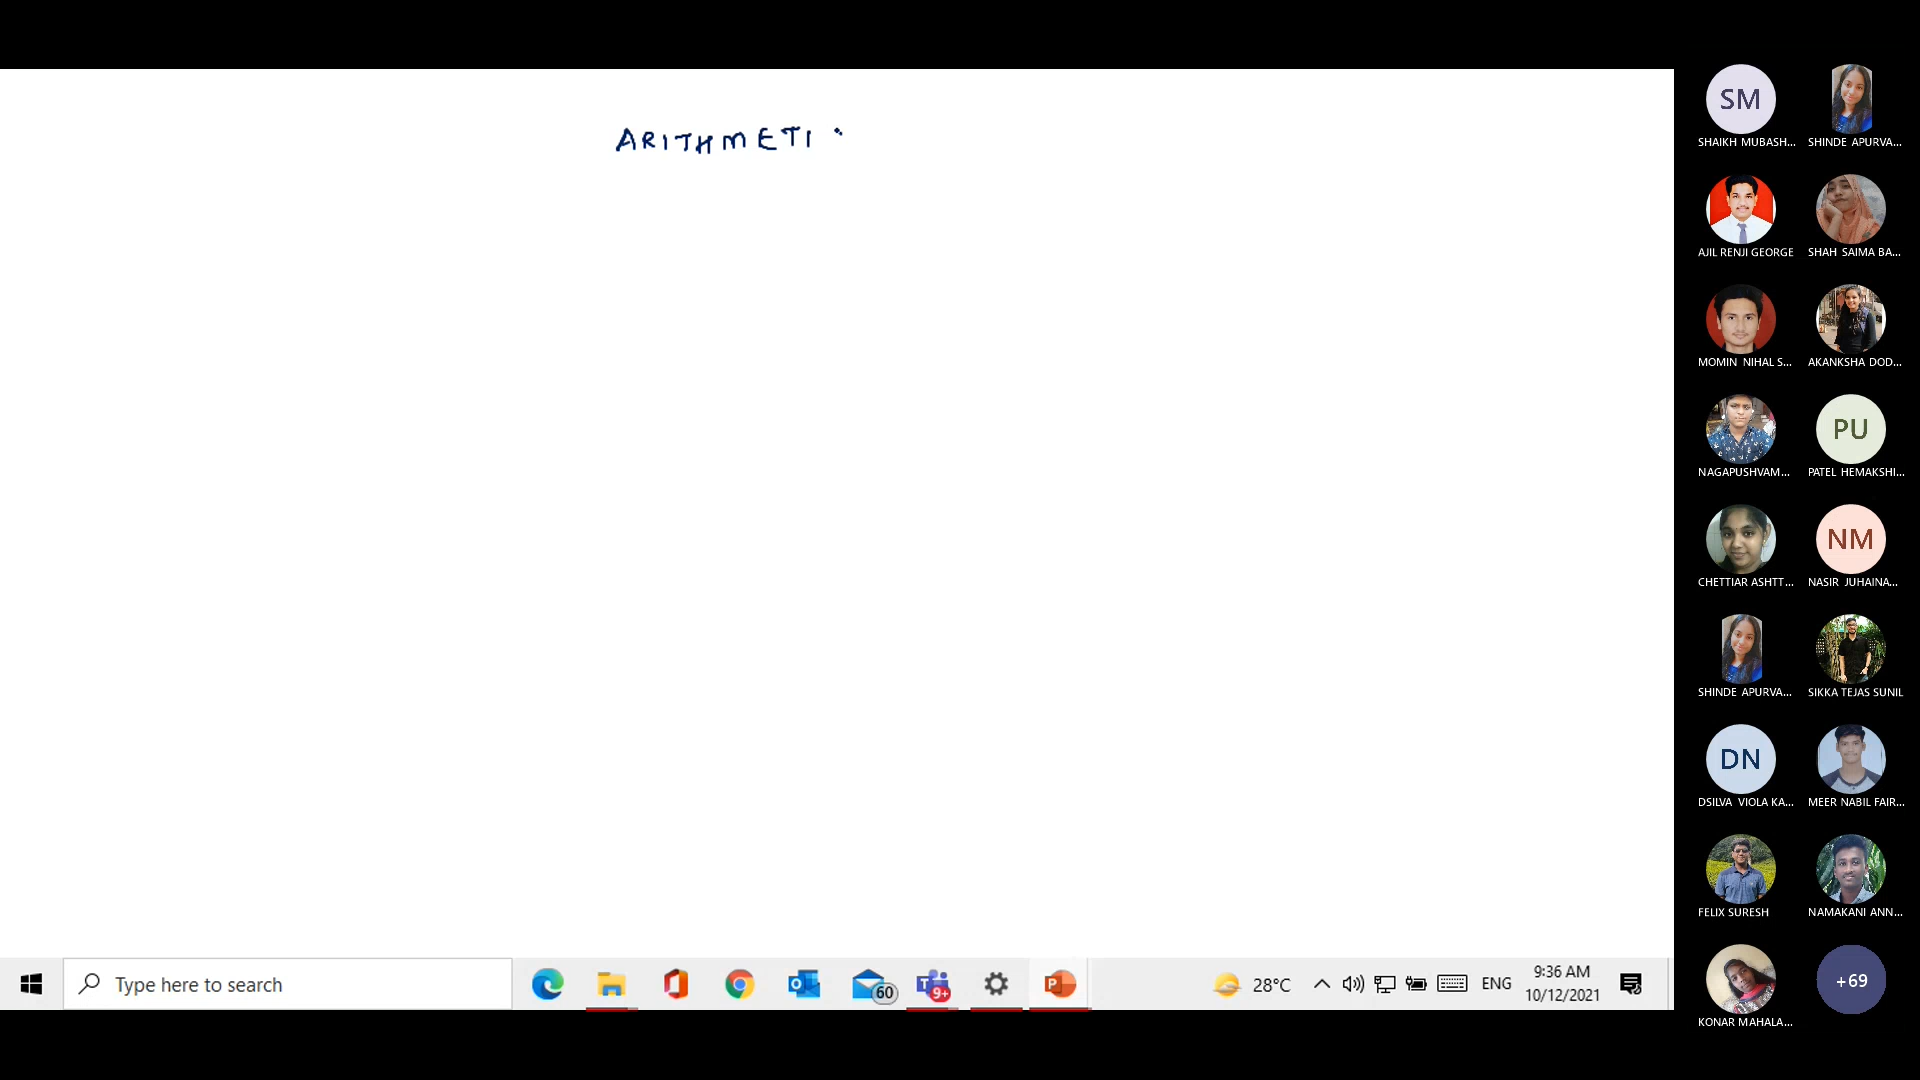 ARITHMETI
SM
SHAIKH MUBASH... SHINDE APURVA...
AJIL RENJI GEORGE SHAH SAIMA BA...
MOMIN NIHAL S... AKANKSHA DOD...
PU
NAGAPUSHVAM... PATEL HEMAKSHI...
NM
CHETTIAR ASHTT... NASIR JUHAINA...
SHINDE APURVA... SIKKA TEJAS SUNIL
DN
DSILVA VIOLA KA... MEER NABIL FAIR...
FELIX SURESH NAMAKANI ANN...
+69
KONAR MAHALA...
Type here to search 60 9+ 28°C ENG 9:36 AM
10/12/2021